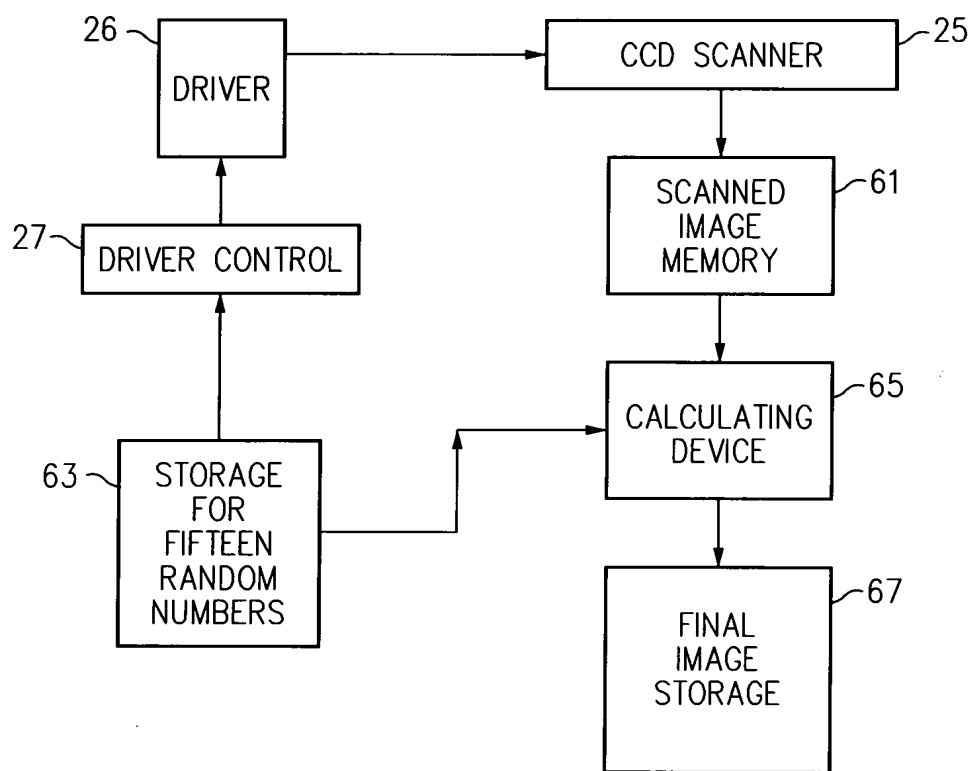 26
DRIVER
CCD SCANNER
25
SCANNED
IMAGE
MEMORY
61
27
DRIVER CONTROL
CALCULATING
DEVICE
65
63
STORAGE
FOR
FIFTEEN
RANDOM
NUMBERS
FINAL
IMAGE
STORAGE
67